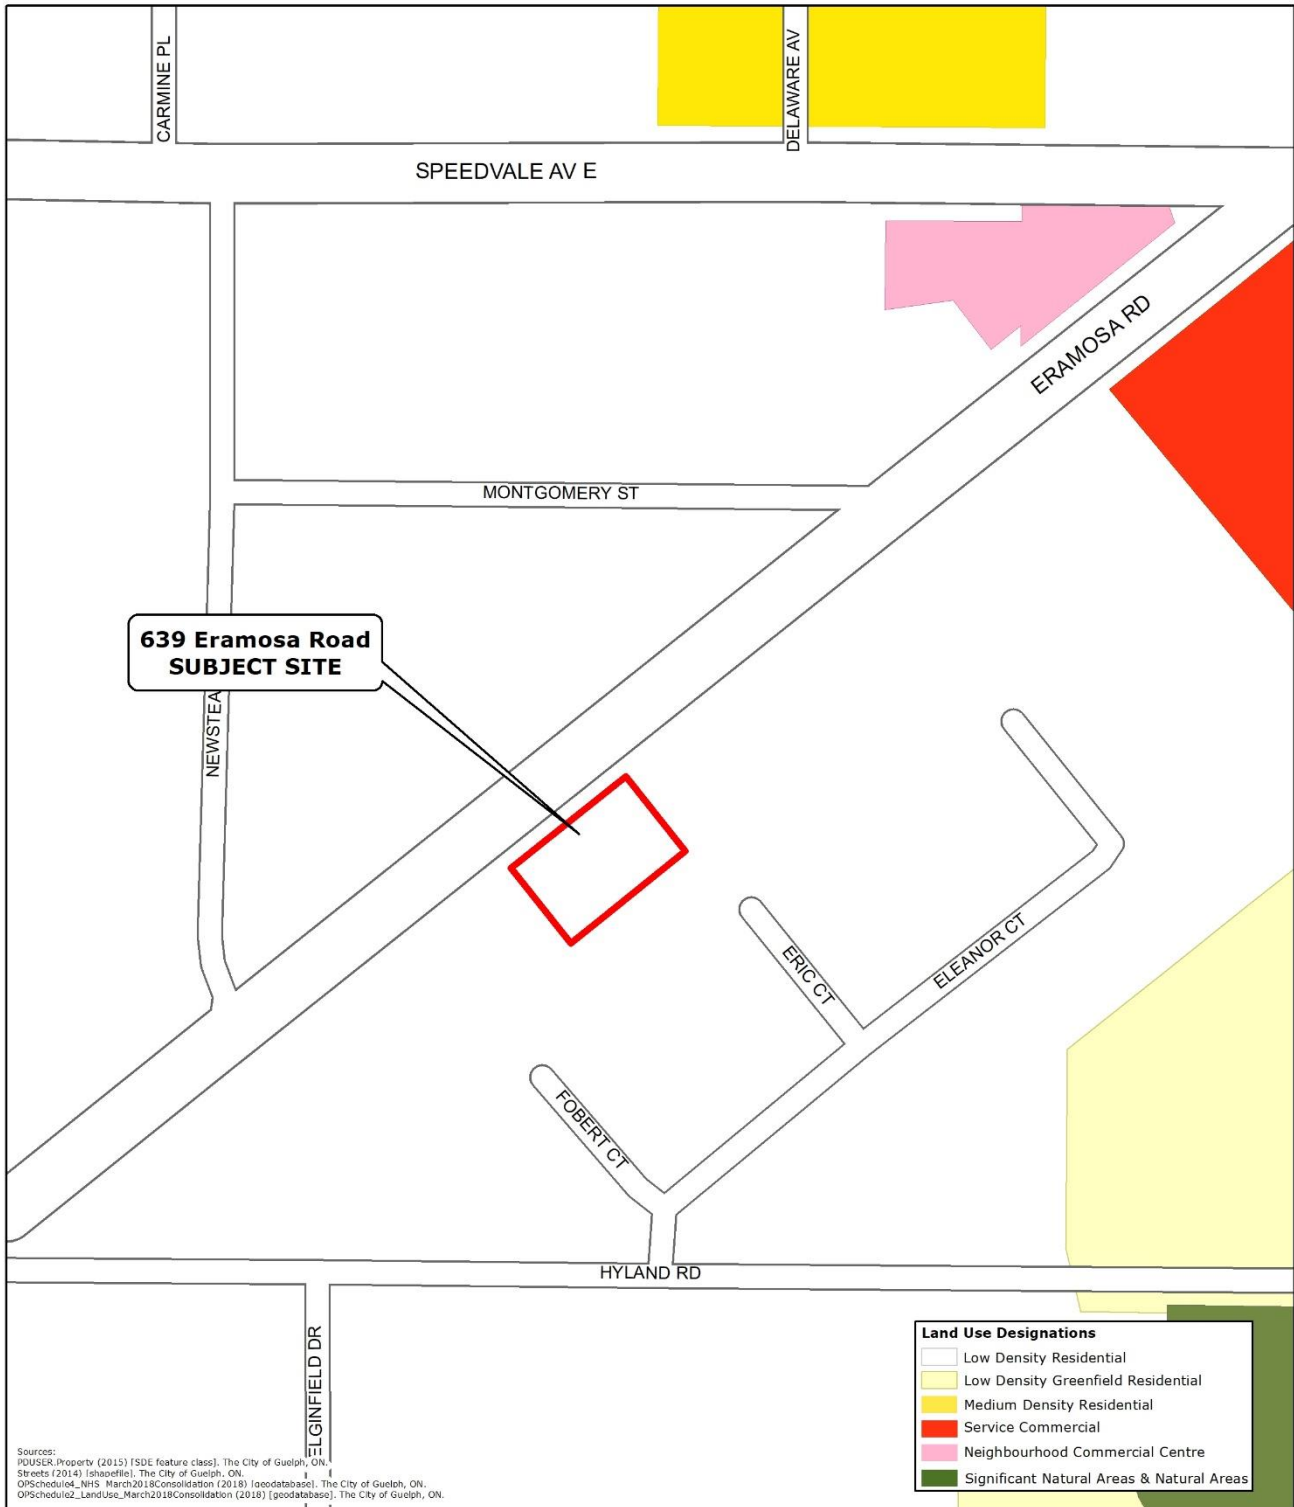 CARMINE PL
DELAWARE AV
SPEEDVALE AV E
ERAMOSA RD
MONTGOMERY ST
639 Eramosa Road
SUBJECT SITE
NEWSTEA
ERIC CT
ELEANOR CT
FOBERT CT
HYLAND RD
ELGINFIELD DR
Land Use Designations
Low Density Residential
Low Density Greenfield Residential
Medium Density Residential
Service Commercial
Neighbourhood Commercial Centre
Significant Natural Areas & Natural Areas
Sources:
PDUSER.Property (2015) [SDE feature class]. The City of Guelph, ON.
Streets (2014) [shapefile]. The City of Guelph, ON.
OPSchedule4_NHS_March2018Consolidation (2018) [geodatabase]. The City of Guelph, ON.
OPSchedule2_LandUse_March2018Consolidation (2018) [geodatabase]. The City of Guelph, ON.